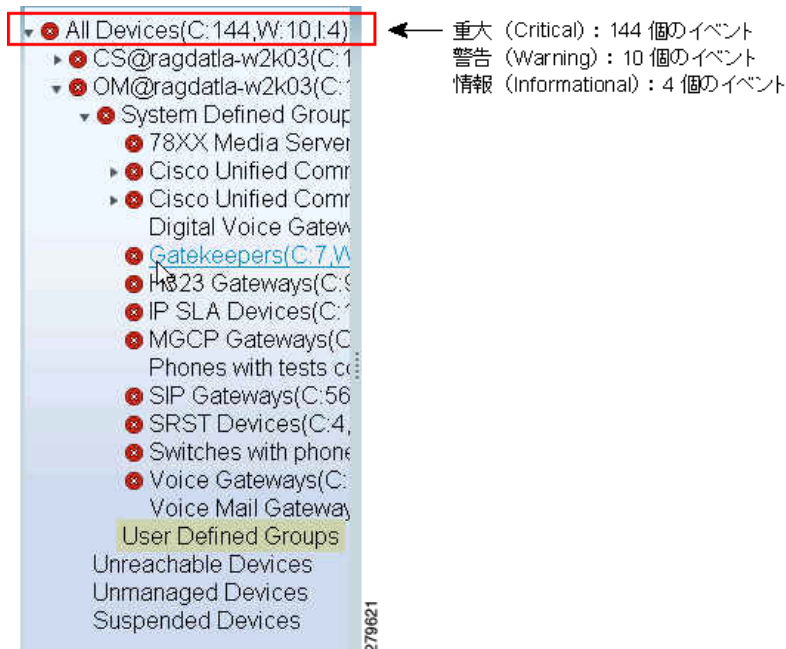 All Devices(C:144,W:10,I:4)
重大（Critical）: 144 個のイベント
警告（Warning）: 10 個のイベント
情報（Informational）: 4 個のイベント
CS@ragdatla-w2k03(C:1
OM@ragdatla-w2k03(C:1
System Defined Group
78XX Media Server
Cisco Unified Comm
Cisco Unified Comm
Digital Voice Gatew
Gatekeepers(C:7,W
H323 Gateways(C:9
IP SLA Devices(C:1
MGCP Gateways(C
Phones with tests co
SIP Gateways(C:56
SRST Devices(C:4,
Switches with phone
Voice Gateways(C:
Voice Mail Gateway
User Defined Groups
Unreachable Devices
Unmanaged Devices
Suspended Devices
279621